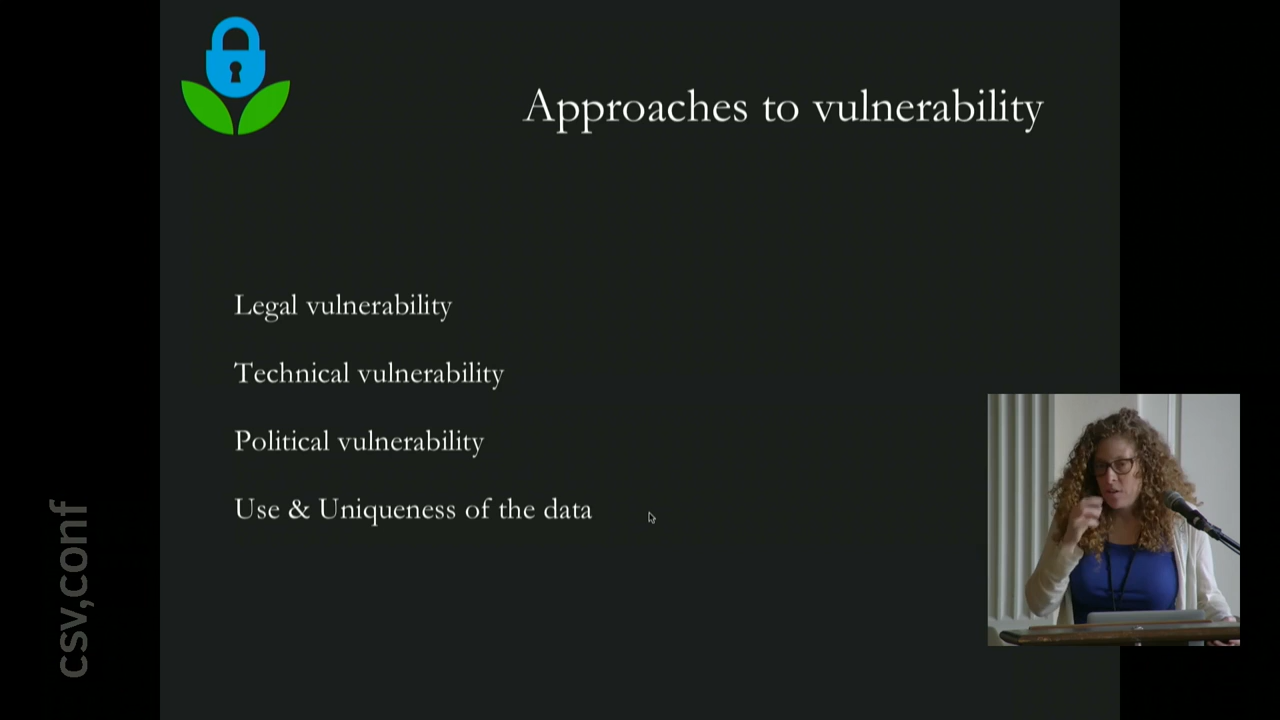 Approaches to vulnerability
Legal vulnerability
Technical vulnerability
Political vulnerability
Use & Uniqueness of the data
csv,conf